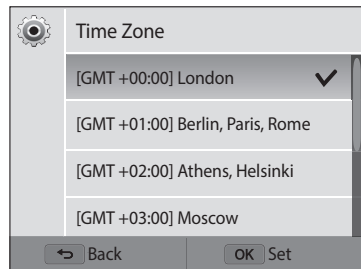 Time Zone
[GMT +00:00] London
[GMT +01:00] Berlin, Paris, Rome
[GMT +02:00] Athens, Helsinki
[GMT +03:00] Moscow
Back OK Set